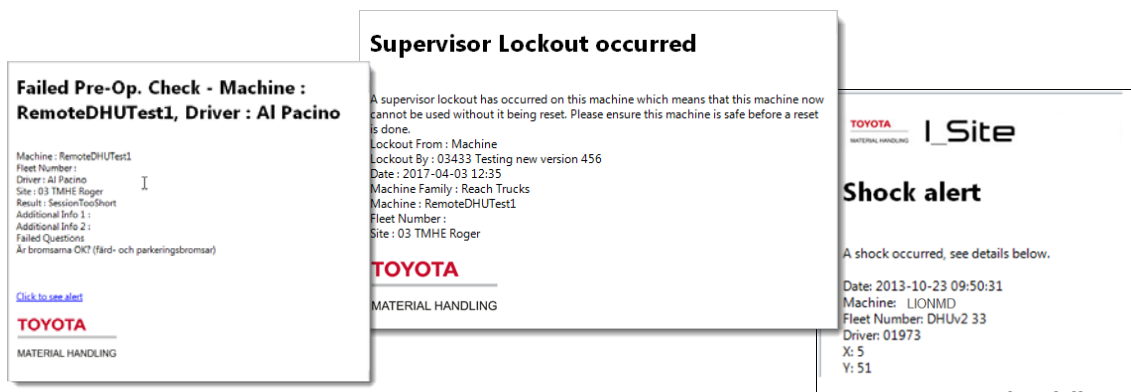 Failed Pre-Op. Check - Machine :
RemoteDHUTest1, Driver : Al Pacino
Machine : RemoteDHUTest1
Fleet Number :
Driver : Al Pacino
Site : 03 TMHE Roger
Result : SessionTooShort
Additional Info 1 :
Additional Info 2 :
Failed Questions
Är bromsarna OK? (färd- och parkeringsbromsar)
Click to see alert
TOYOTA
MATERIAL HANDLING
Supervisor Lockout occurred
A supervisor lockout has occurred on this machine which means that this machine now
cannot be used without it being reset. Please ensure this machine is safe before a reset
is done.
Lockout From : Machine
Lockout By : 03433 Testing new version 456
Date : 2017-04-03 12:35
Machine Family : Reach Trucks
Machine : RemoteDHUTest1
Fleet Number :
Site : 03 TMHE Roger
TOYOTA
MATERIAL HANDLING
TOYOTA
MATERIAL HANDLING
I_Site
Shock alert
A shock occurred, see details below.
Date: 2013-10-23 09:50:31
Machine: LIONMD
Fleet Number: DHUv2 33
Driver: 01973
X: 5
Y: 51